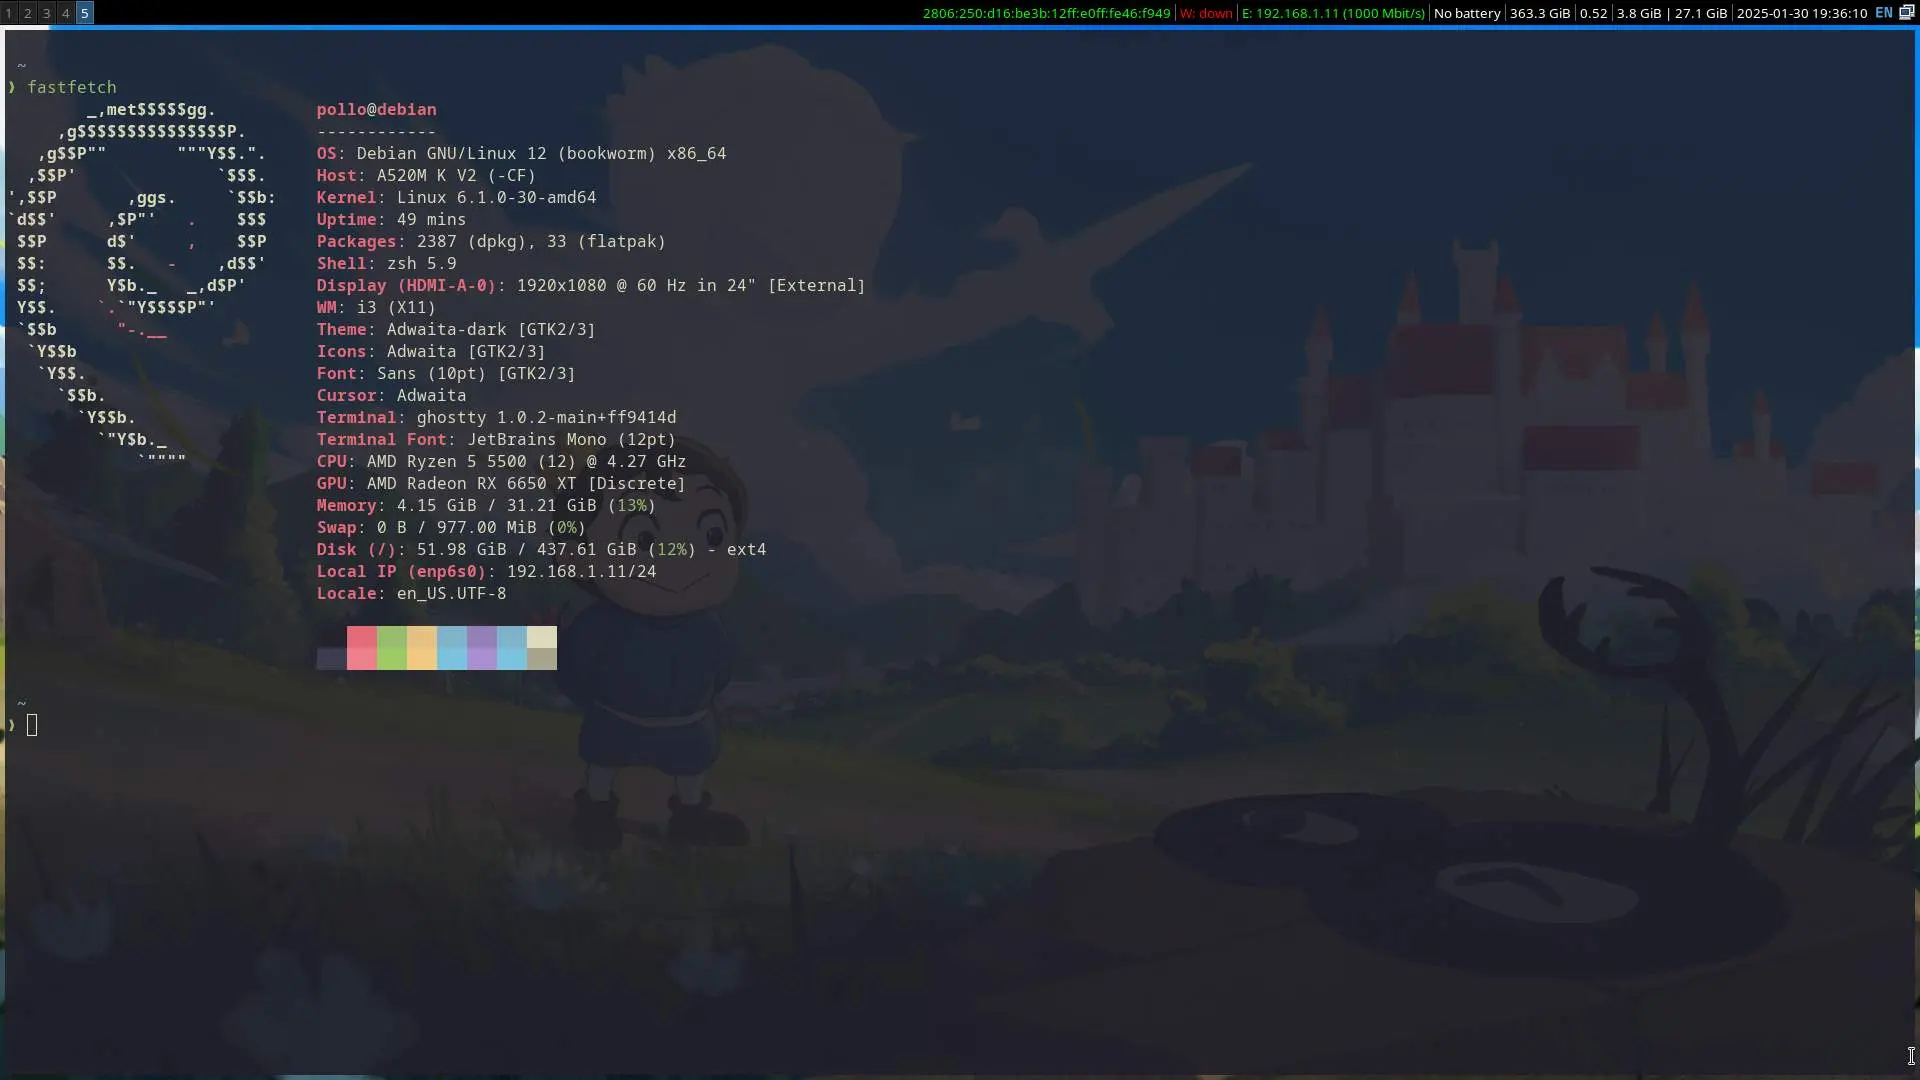 1 2 3 4 5 2806:250:d16:be3b:12ff:e0ff:fe46:f949 | W: down | E: 192.168.1.11 (1000 Mbit/s) | No battery | 363.3 GiB | 0.52 | 3.8 GiB | 27.1 GiB | 2025-01-30 19:36:10 EN
~
❯ fastfetch
_,met$$$$$gg. pollo@debian
,g$$$$$$$$$$$$$$$P. ------------
,g$$P"" """Y$$.". OS: Debian GNU/Linux 12 (bookworm) x86_64
,$$P' `$$$. Host: A520M K V2 (-CF)
',$$P ,ggs. `$$b: Kernel: Linux 6.1.0-30-amd64
`d$$' ,$P"' . $$$ Uptime: 49 mins
$$P d$' , $$P Packages: 2387 (dpkg), 33 (flatpak)
$$: $$. - ,d$$' Shell: zsh 5.9
$$; Y$b._ _,d$P' Display (HDMI-A-0): 1920x1080 @ 60 Hz in 24" [External]
Y$$. `.`"Y$$$$P"' WM: i3 (X11)
`$$b "-.__ Theme: Adwaita-dark [GTK2/3]
`Y$$b Icons: Adwaita [GTK2/3]
`Y$$. Font: Sans (10pt) [GTK2/3]
`$$b. Cursor: Adwaita
`Y$$b. Terminal: ghostty 1.0.2-main+ff9414d
`"Y$b._ Terminal Font: JetBrains Mono (12pt)
`"""" CPU: AMD Ryzen 5 5500 (12) @ 4.27 GHz
GPU: AMD Radeon RX 6650 XT [Discrete]
Memory: 4.15 GiB / 31.21 GiB (13%)
Swap: 0 B / 977.00 MiB (0%)
Disk (/): 51.98 GiB / 437.61 GiB (12%) - ext4
Local IP (enp6s0): 192.168.1.11/24
Locale: en_US.UTF-8
~
❯